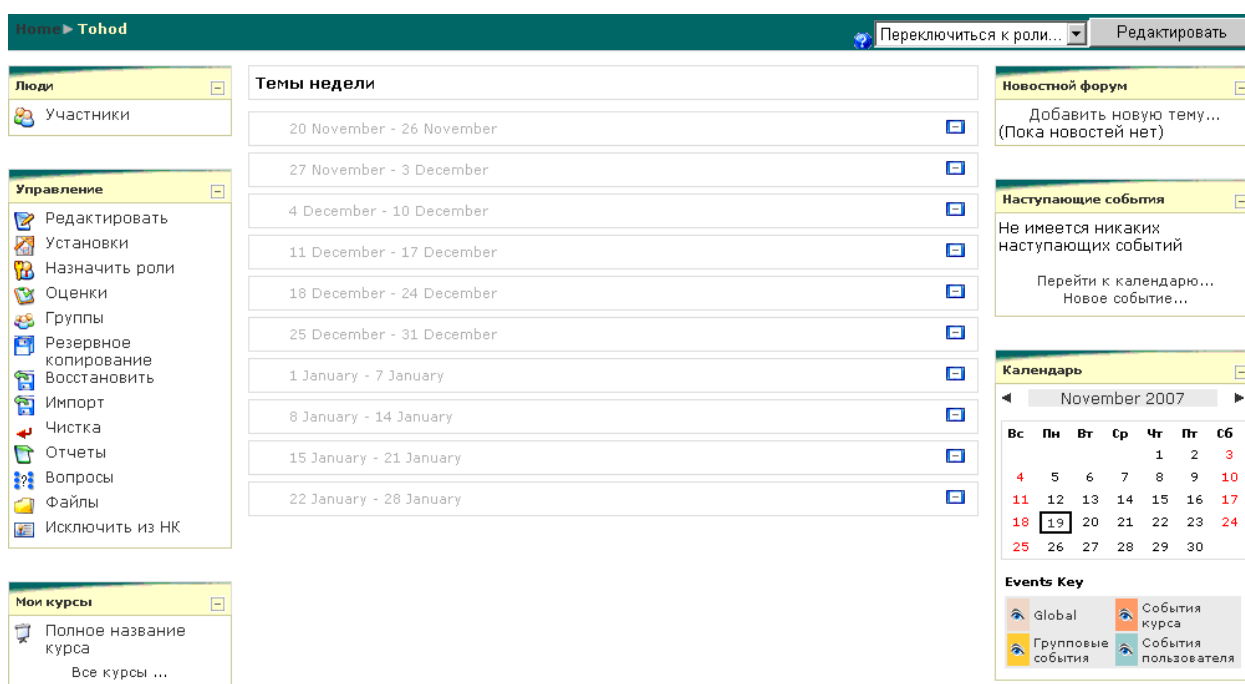 Home ► Tohod
Переключиться к роли...
Редактировать
Люди
Участники
Управление
Редактировать
Установки
Назначить роли
Оценки
Группы
Резервное
копирование
Восстановить
Импорт
Чистка
Отчеты
Вопросы
Файлы
Исключить из НК
Мои курсы
Полное название
курса
Все курсы ...
Темы недели
20 November - 26 November
27 November - 3 December
4 December - 10 December
11 December - 17 December
18 December - 24 December
25 December - 31 December
1 January - 7 January
8 January - 14 January
15 January - 21 January
22 January - 28 January
Новостной форум
Добавить новую тему...
(Пока новостей нет)
Наступающие события
Не имеется никаких
наступающих событий
Перейти к календарю...
Новое событие...
Календарь
◄ November 2007 ►
Вс Пн Вт Ср Чт Пт Сб
1 2 3
4 5 6 7 8 9 10
11 12 13 14 15 16 17
18 19 20 21 22 23 24
25 26 27 28 29 30
Events Key
Global
События
курса
Групповые
события
События
пользователя